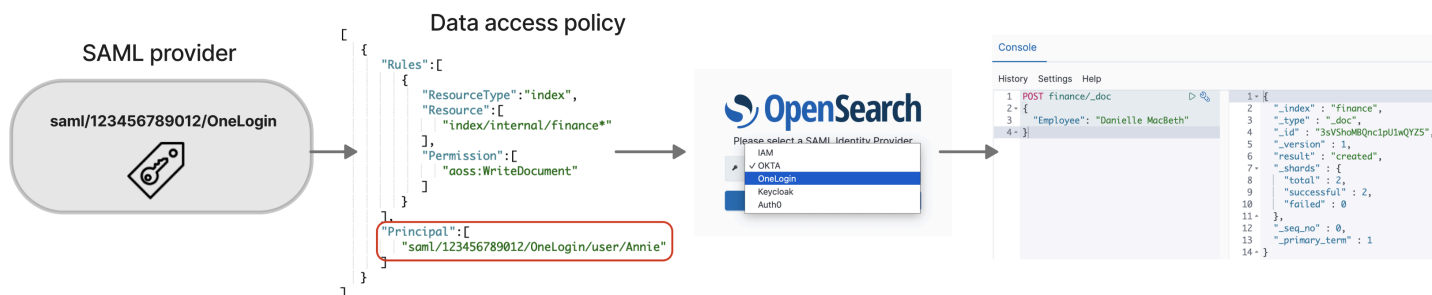 SAML provider
saml/123456789012/OneLogin
Data access policy
[
{
"Rules":[
{
"ResourceType":"index",
"Resource":[
"index/internal/finance*"
],
"Permission":[
"aoss:WriteDocument"
]
}
],
"Principal":[
"saml/123456789012/OneLogin/user/Annie"
]
}
]
OpenSearch
Please select a SAML Identity Provider
IAM
✓ OKTA
OneLogin
Keycloak
Auth0
Console
History Settings Help
1 POST finance/_doc
2 {
3 "Employee": "Danielle MacBeth"
4 }
1 {
2 "_index" : "finance",
3 "_type" : "_doc",
4 "_id" : "3sVShoMBQnc1pU1wQYZ5",
5 "_version" : 1,
6 "result" : "created",
7 "_shards" : {
8 "total" : 2,
9 "successful" : 2,
10 "failed" : 0
11 },
12 "_seq_no" : 0,
13 "_primary_term" : 1
14 }